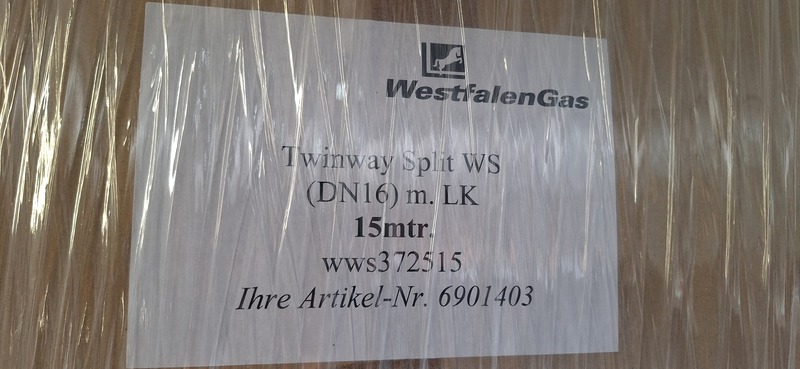 WestfalenGas
Twinway Split WS
(DN16) m. LK
15mtr.
wws372515
Ihre Artikel-Nr. 6901403